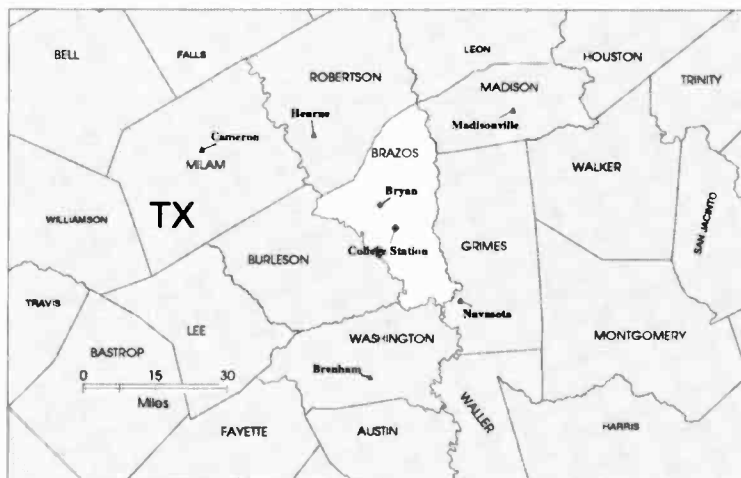 LEON
HOUSTON
BELL
FALLS
ROBERTSON
MADISON
TRINITY
Hearne
Madisonville
Cameron
BRAZOS
MILAM
WALKER
Bryan
TX
WILLIAMSON
SAN JACINTO
College Station
GRIMES
BURLESON
TRAVIS
Navasota
LEE
WASHINGTON
MONTGOMERY
BASTROP
Brenham
0 15 30
Miles
WALLER
FAYETTE
AUSTIN
HARRIS